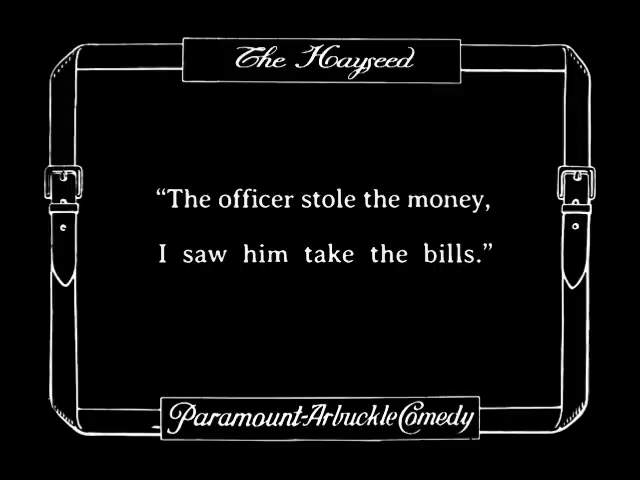 The Hayseed
“The officer stole the money,
I saw him take the bills.”
Paramount-Arbuckle Comedy